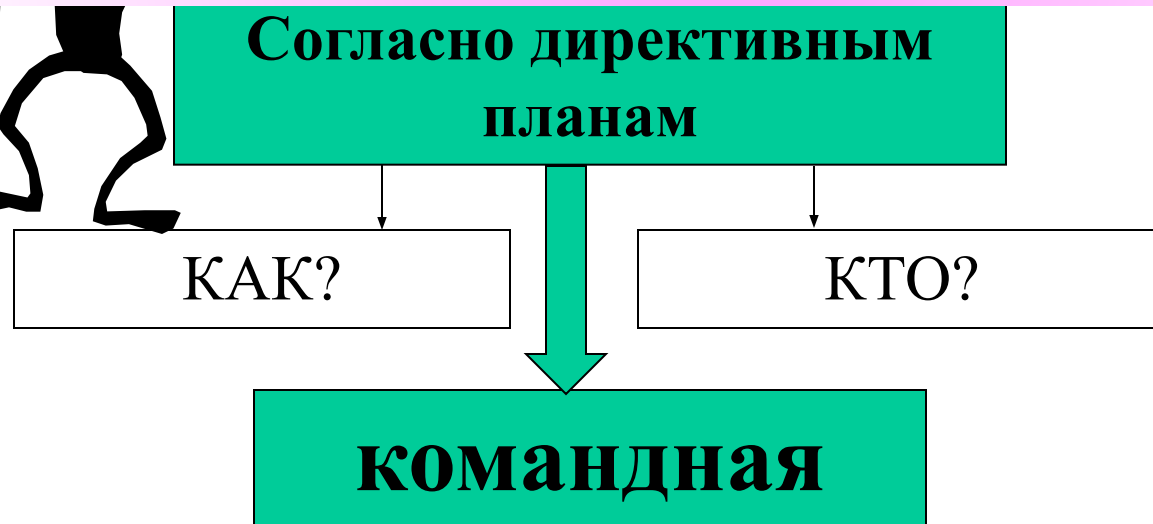 Согласно директивным
планам
КАК?
КТО?
командная